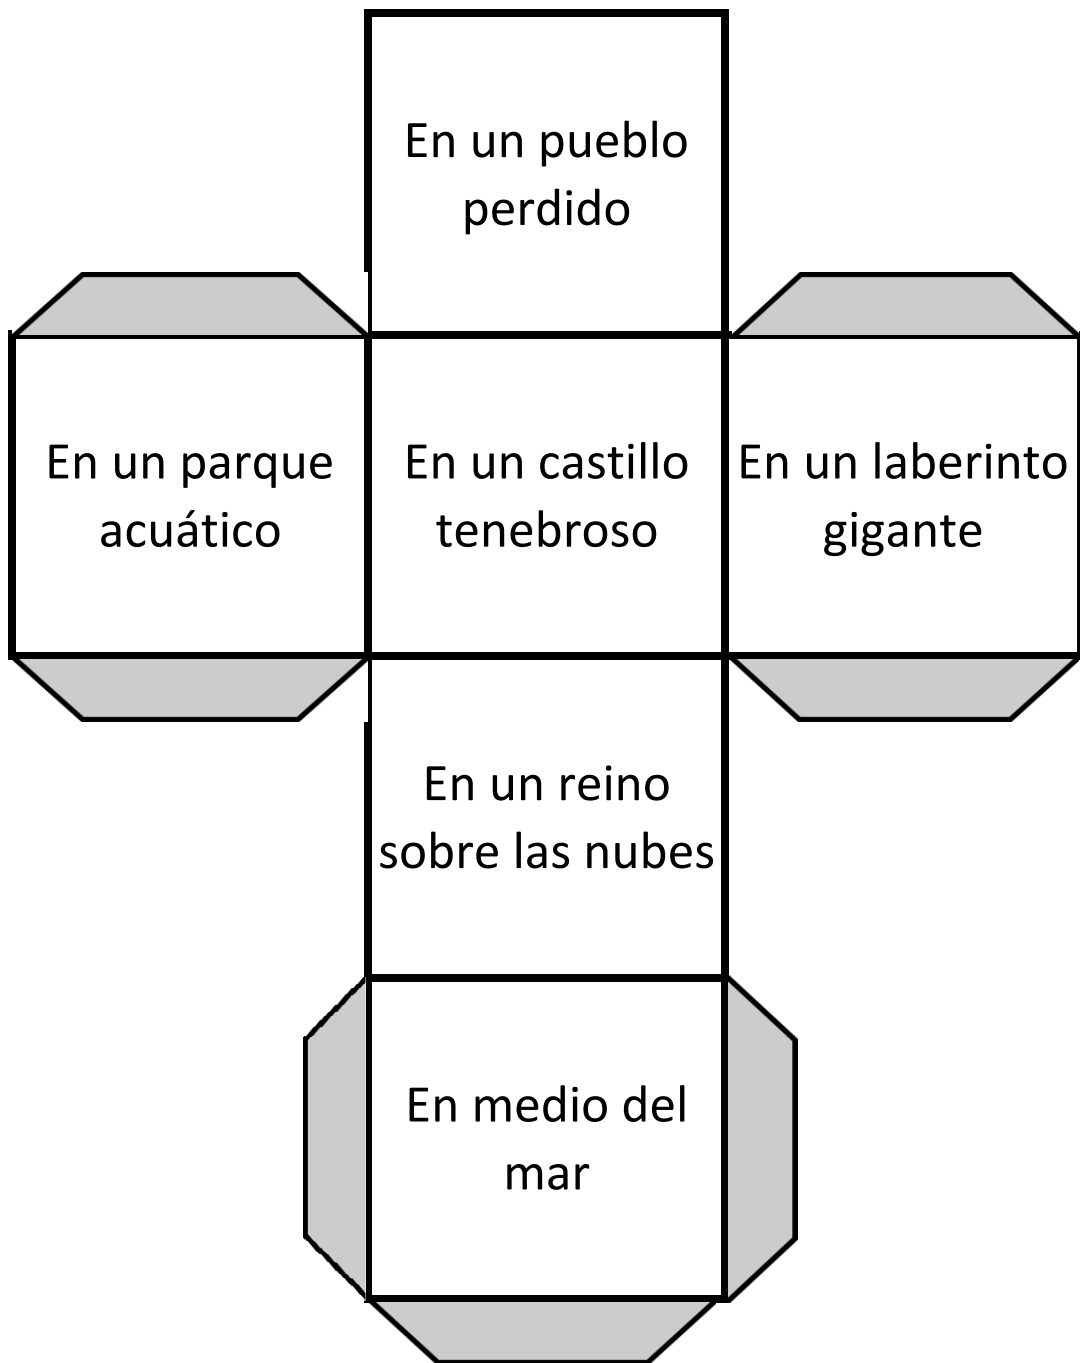 En un pueblo
perdido
En un parque
acuático
En un castillo
tenebroso
En un laberinto
gigante
En un reino
sobre las nubes
En medio del
mar